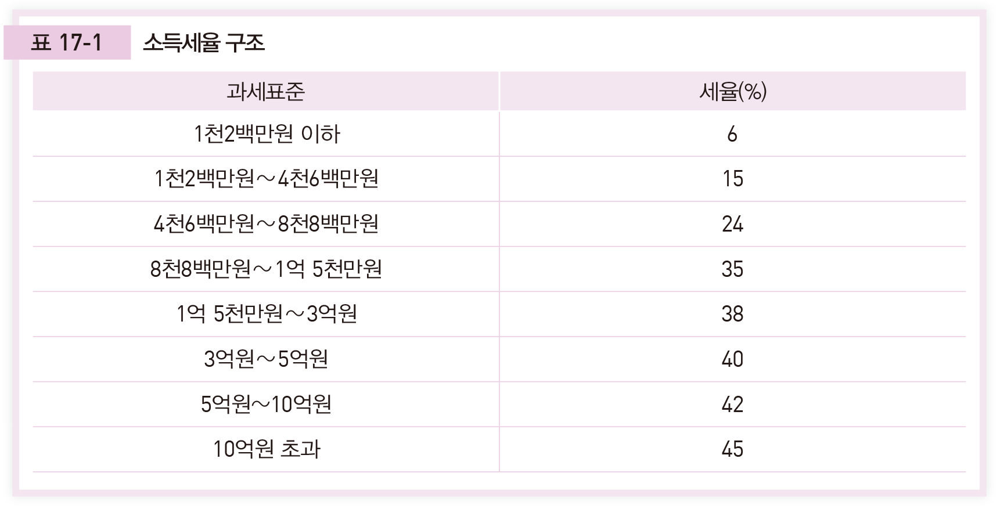 표 17-1 소득세율 구조
과세표준 세율(%)
1천2백만원 이하 6
1천2백만원~4천6백만원 15
4천6백만원~8천8백만원 24
8천8백만원~1억 5천만원 35
1억 5천만원~3억원 38
3억원~5억원 40
5억원~10억원 42
10억원 초과 45